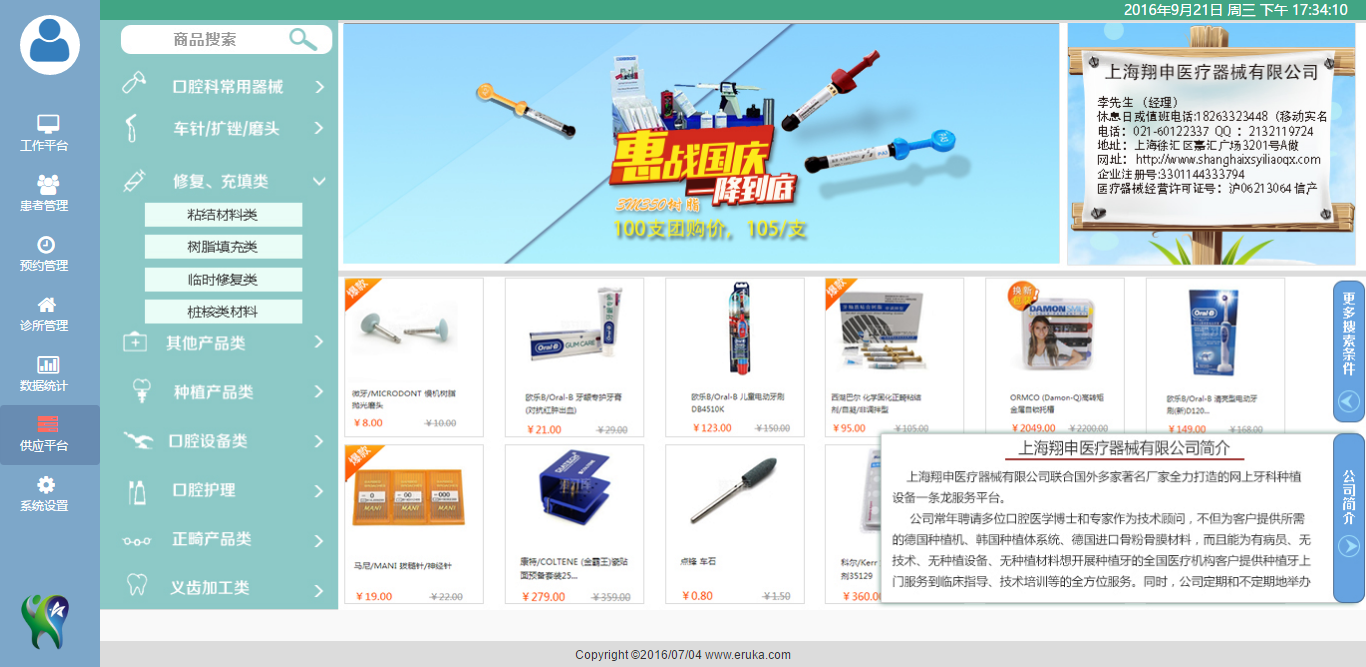 2016年9月21日 周三 下午 17:34:10
工作平台
患者管理
预约管理
诊所管理
数据统计
供应平台
系统设置
商品搜索
口腔科常用器械
车针/扩锉/磨头
修复、充填类
粘结材料类
树脂填充类
临时修复类
桩核类材料
其他产品类
种植产品类
口腔设备类
口腔护理
正畸产品类
义齿加工类
惠战国庆
一降到底
3M Z350树脂
100支团购价，105/支
上海翔申医疗器械有限公司
李先生（经理）
休息日或值班电话:18263323448（移动实名
电话：021-60122337 QQ：2132119724
地址：上海徐汇区嘉汇广场3201号A做
网址：http://www.shanghaixsyiliaoqx.com
企业注册号:3301144333794
医疗器械经营许可证号：沪06213064 信产
爆款
微牙/MICRODONT 慢机树脂
抛光磨头
￥8.00 ￥10.00
Oral-B GUM CARE
欧乐B/Oral-B 牙龈专护牙膏
(对抗红肿出血)
￥21.00 ￥29.00
欧乐B/Oral-B 儿童电动牙刷
DB4510K
￥123.00 ￥150.00
爆款
西湖巴尔 化学固化正畸粘结
剂/自凝/非调拌型
￥95.00 ￥105.00
换新
DAMON
ORMCO (Damon-Q)高转矩
金属自锁托槽
￥2049.00 ￥2200.00
Oral-B
欧乐B/Oral-B 清亮型电动牙
刷(新)D120...
￥149.00 ￥168.00
爆款
MANI MANI MANI
马尼/MANI 拔髓针/神经针
￥19.00 ￥22.00
康特/COLTENE (金霸王)瓷贴
面预备套装25...
￥279.00 ￥359.00
点锋 车石
￥0.80 ￥1.50
科尔/Kerr
剂35129
￥360.0
更多搜索条件
公司简介
上海翔申医疗器械有限公司简介
上海翔申医疗器械有限公司联合国外多家著名厂家全力打造的网上牙科种植
设备一条龙服务平台。
公司常年聘请多位口腔医学博士和专家作为技术顾问，不但为客户提供所需
的德国种植机、韩国种植体系统、德国进口骨粉骨膜材料，而且能为有病员、无
技术、无种植设备、无种植材料想开展种植牙的全国医疗机构客户提供种植牙上
门服务到临床指导、技术培训等的全方位服务。同时，公司定期和不定期地举办
Copyright ©2016/07/04 www.eruka.com